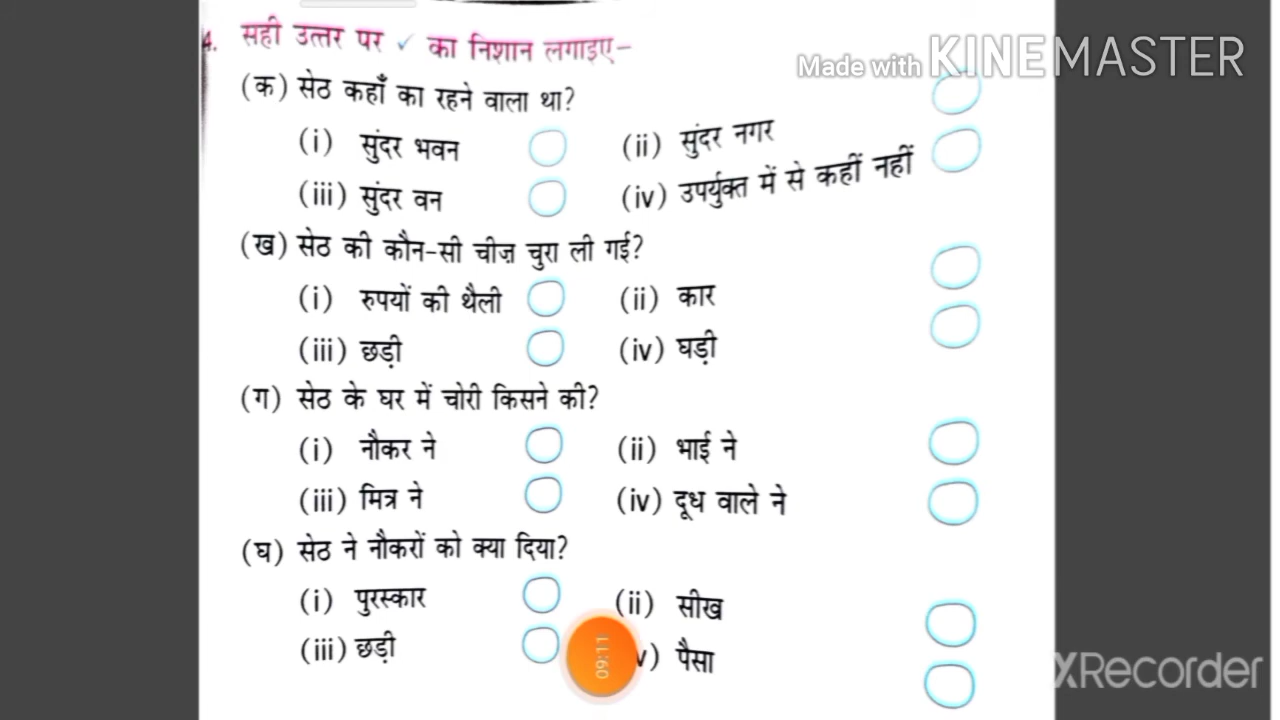 4. सही उत्तर पर ✓ का निशान लगाइए–
Made with KINEMASTER
(क) सेठ कहाँ का रहने वाला था?
(i) सुंदर भवन (ii) सुंदर नगर
(iii) सुंदर वन (iv) उपर्युक्त में से कहीं नहीं
(ख) सेठ की कौन-सी चीज़ चुरा ली गई?
(i) रुपयों की थैली (ii) कार
(iii) छड़ी (iv) घड़ी
(ग) सेठ के घर में चोरी किसने की?
(i) नौकर ने (ii) भाई ने
(iii) मित्र ने (iv) दूध वाले ने
(घ) सेठ ने नौकरों को क्या दिया?
(i) पुरस्कार (ii) सीख
(iii) छड़ी v) पैसा
09:11
XRecorder